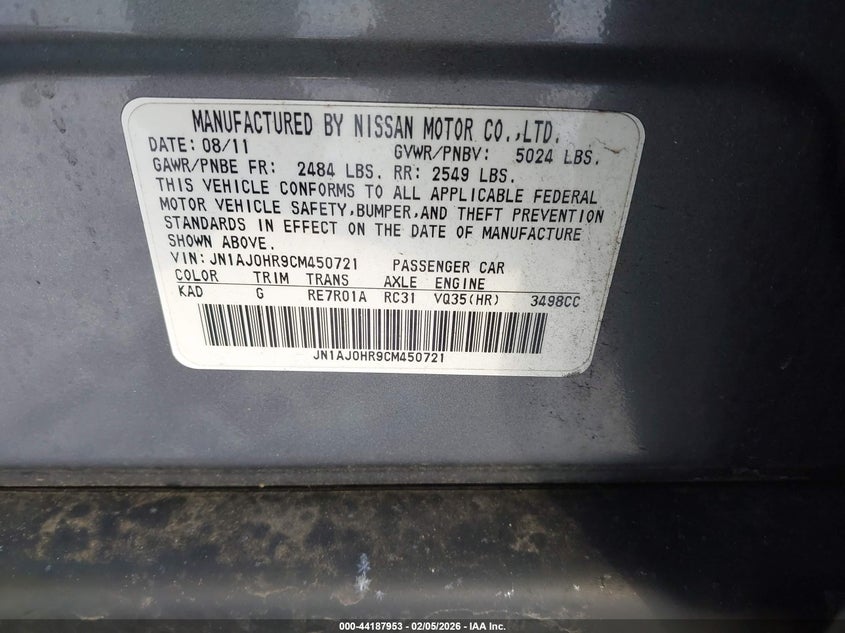 MANUFACTURED BY NISSAN MOTOR CO.,LTD.
DATE: 08/11 GVWR/PNBV: 5024 LBS.
GAWR/PNBE FR: 2484 LBS. RR: 2549 LBS.
THIS VEHICLE CONFORMS TO ALL APPLICABLE FEDERAL
MOTOR VEHICLE SAFETY,BUMPER,AND THEFT PREVENTION
STANDARDS IN EFFECT ON THE DATE OF MANUFACTURE
SHOWN ABOVE.
VIN: JN1AJ0HR9CM450721 PASSENGER CAR
COLOR TRIM TRANS AXLE ENGINE
KAD G RE7R01A RC31 VQ35(HR) 3498CC
JN1AJ0HR9CM450721
000-44187953 - 02/05/2026 - IAA Inc.